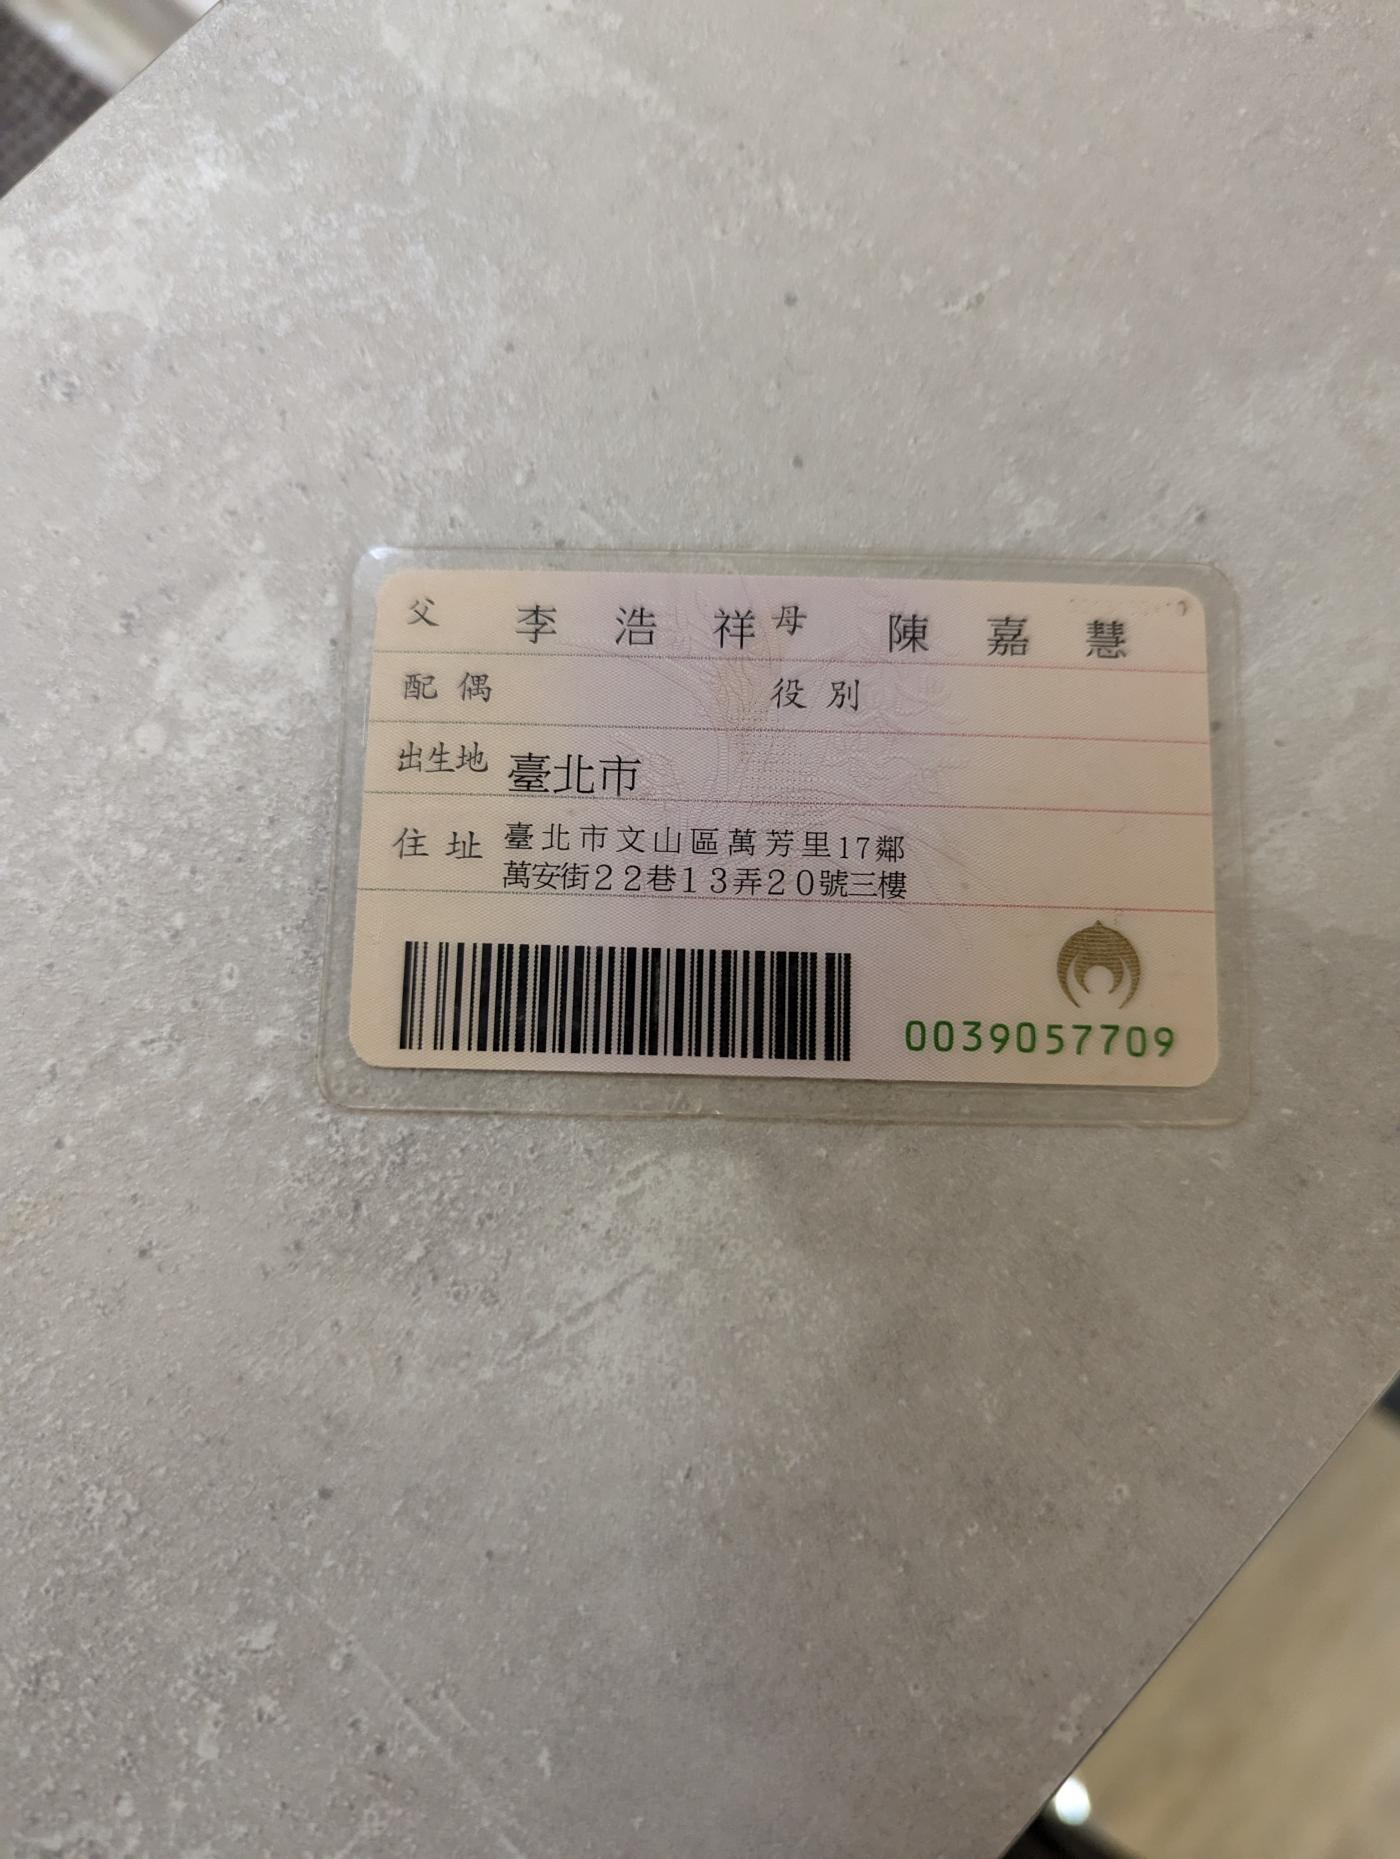 父 李浩祥 母 陳嘉慧
配偶 役別
出生地 臺北市
住址 臺北市文山區萬芳里17鄰
萬安街22巷13弄20號三樓
0039057709